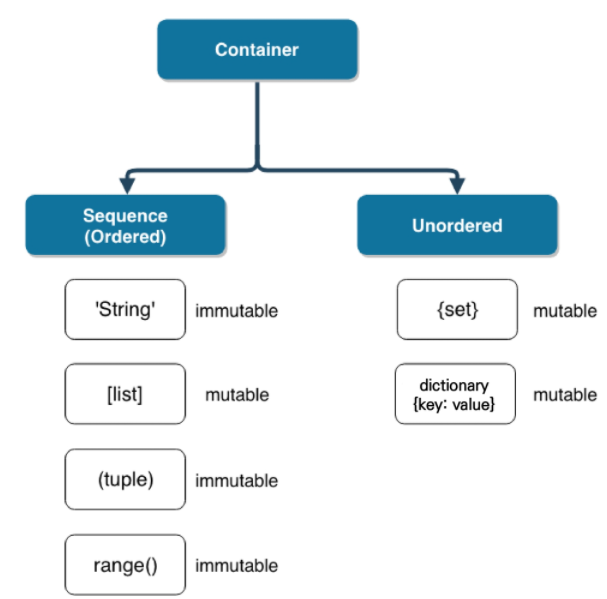 Container
Sequence
(Ordered)
Unordered
'String'
immutable
{set}
mutable
[list]
mutable
dictionary
{key: value}
mutable
(tuple)
immutable
range()
immutable